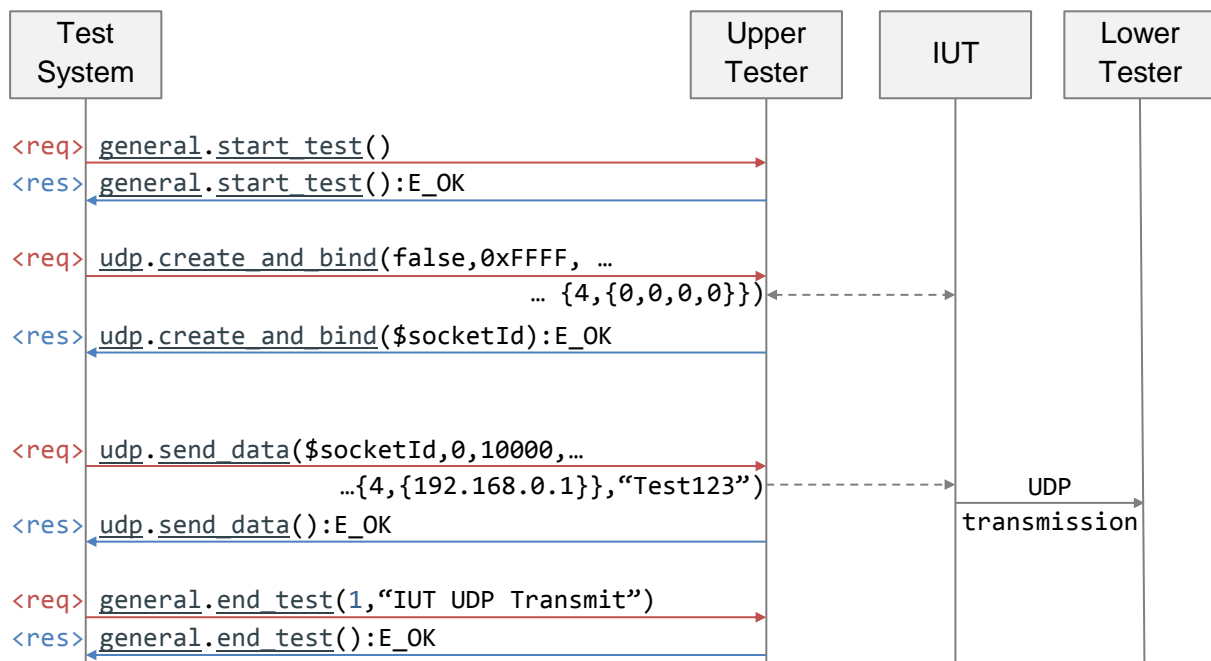 Test
System
Upper
Tester
IUT
Lower
Tester
<req> general.start_test()
<res> general.start_test():E_OK
<req> udp.create_and_bind(false,0xFFFF, …
… {4,{0,0,0,0}})
<res> udp.create_and_bind($socketId):E_OK
<req> udp.send_data($socketId,0,10000,…
…{4,{192.168.0.1}},“Test123”)
UDP
transmission
<res> udp.send_data():E_OK
<req> general.end_test(1,“IUT UDP Transmit”)
<res> general.end_test():E_OK